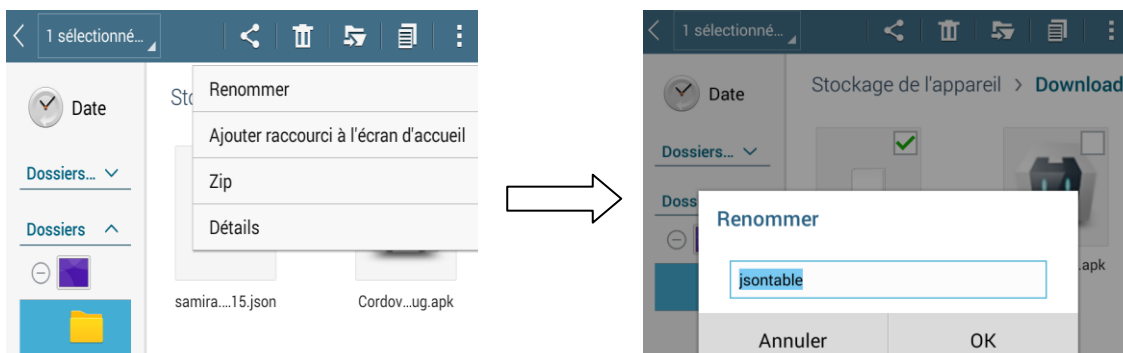 1 sélectionné...
Date
Sto
Renommer
Ajouter raccourci à l'écran d'accueil
Zip
Détails
Dossiers...
Dossiers
samira....15.json
Cordov...ug.apk
1 sélectionné...
Date
Stockage de l'appareil > Download
Dossiers...
Doss
Renommer
jsontable
.apk
Annuler
OK